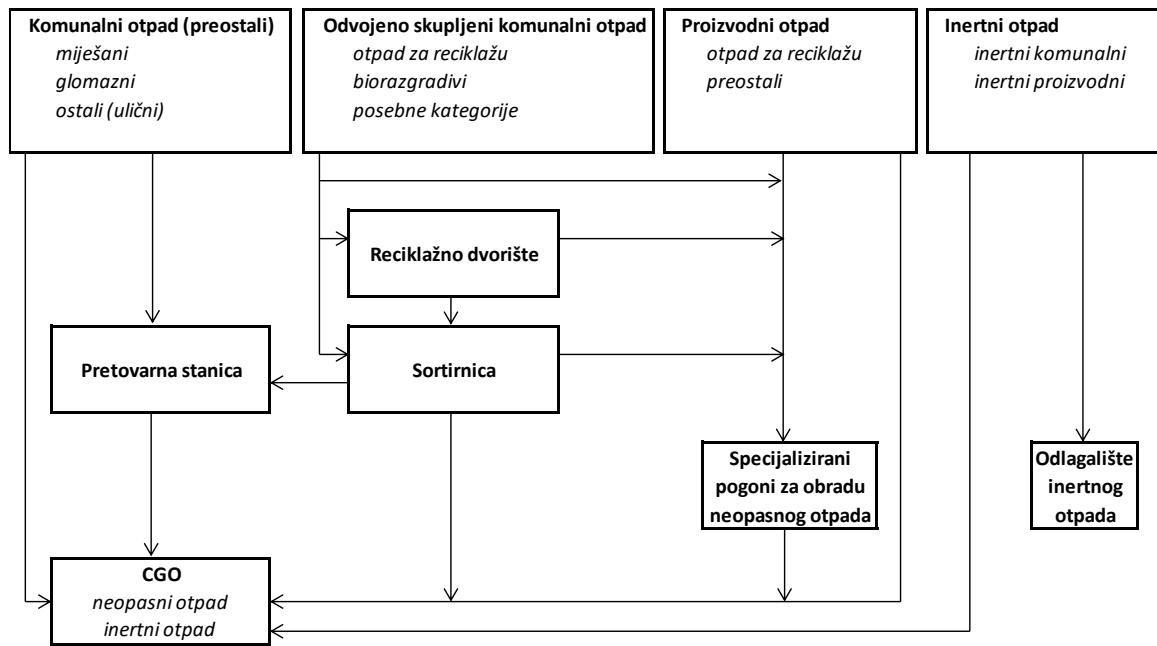 Komunalni otpad (preostali)
miješani
glomazni
ostali (ulični)
Odvojeno skupljeni komunalni otpad
otpad za reciklažu
biorazgradivi
posebne kategorije
Proizvodni otpad
otpad za reciklažu
preostali
Inertni otpad
inertni komunalni
inertni proizvodni
Reciklažno dvorište
Pretovarna stanica
Sortirnica
Specijalizirani
pogoni za obradu
neopasnog otpada
Odlagalište
inertnog
otpada
CGO
neopasni otpad
inertni otpad